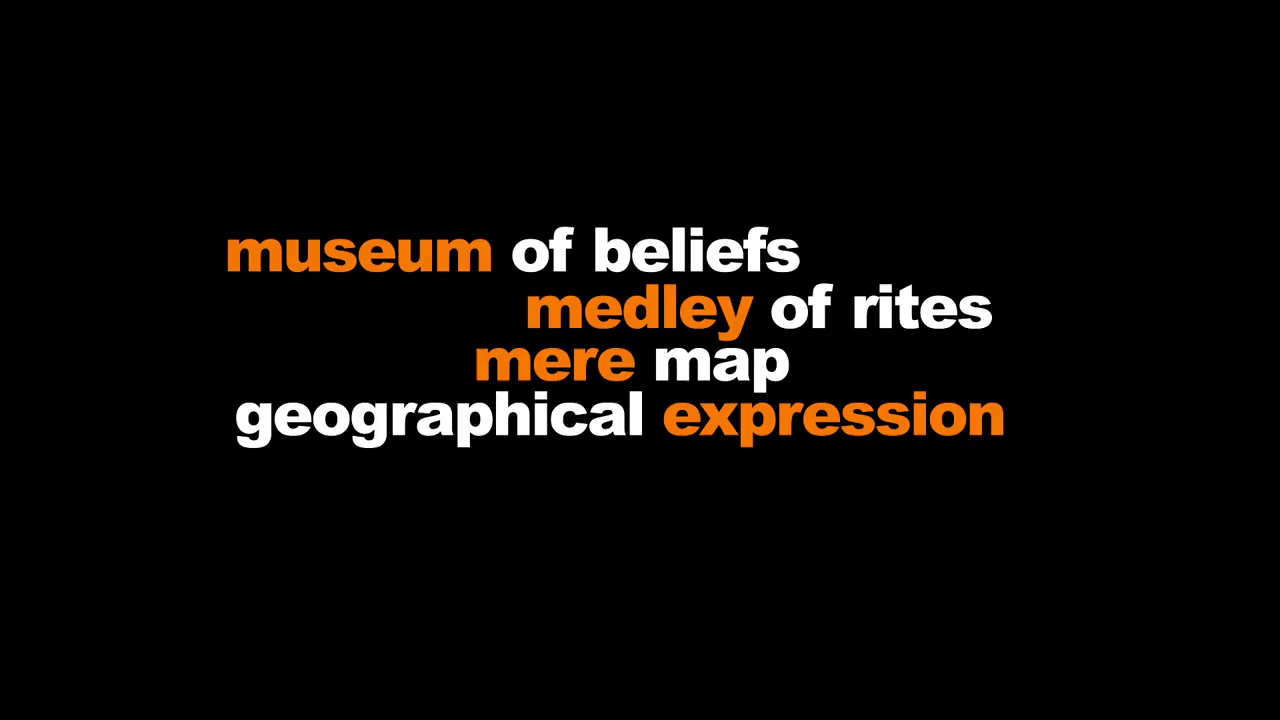 museum of beliefs
medley of rites
mere map
geographical expression